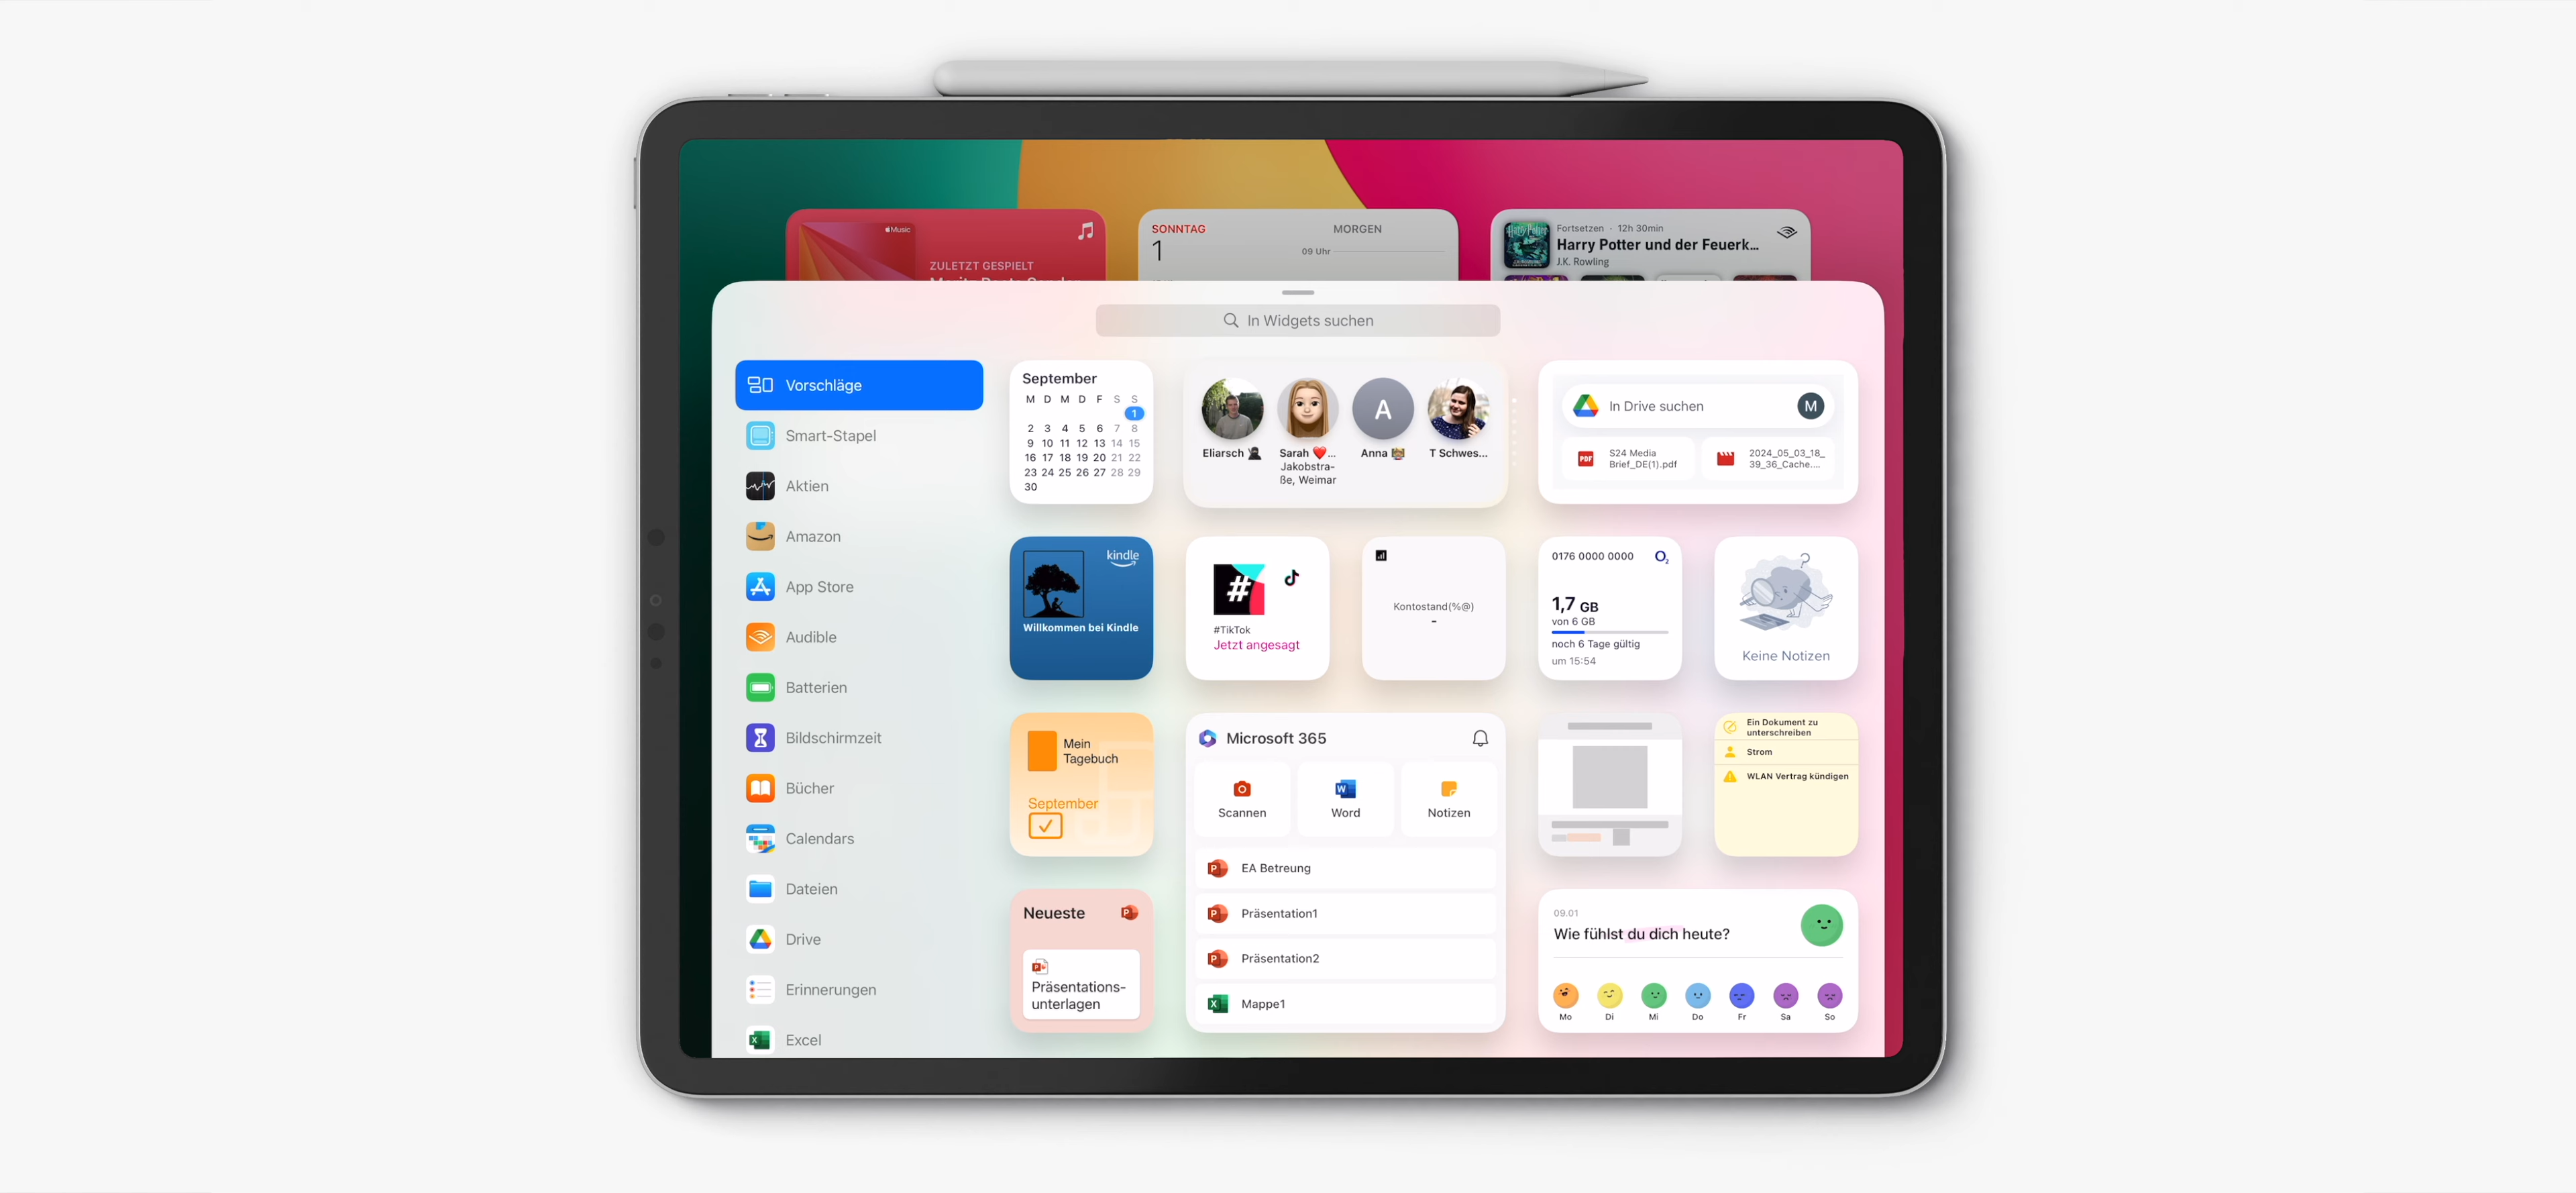 Music
ZULETZT GESPIELT
SONNTAG
1
MORGEN
09 Uhr
Fortsetzen · 12h 30min
Harry Potter und der Feuerk...
J.K. Rowling
In Widgets suchen
Vorschläge
Smart-Stapel
Aktien
Amazon
App Store
Audible
Batterien
Bildschirmzeit
Bücher
Calendars
Dateien
Drive
Erinnerungen
Excel
September
M D M D F S S
1
2 3 4 5 6 7 8
9 10 11 12 13 14 15
16 17 18 19 20 21 22
23 24 25 26 27 28 29
30
Eliarsch 🥷
Sarah ❤️...
Jakobstra-
ße, Weimar
A
Anna 👸🏼
T Schwes...
In Drive suchen
M
PDF
S24 Media
Brief_DE(1).pdf
2024_05_03_18_
39_36_Cache....
kindle
Willkommen bei Kindle
#
#TikTok
Jetzt angesagt
Kontostand(%@)
-
0176 0000 0000
O2
1,7 GB
von 6 GB
noch 6 Tage gültig
um 15:54
Keine Notizen
Mein
Tagebuch
September
Microsoft 365
Scannen
Word
Notizen
EA Betreung
Präsentation1
Präsentation2
Mappe1
Ein Dokument zu
unterschreiben
Strom
WLAN Vertrag kündigen
Neueste
Präsentations-
unterlagen
09.01
Wie fühlst du dich heute?
Mo Di Mi Do Fr Sa So